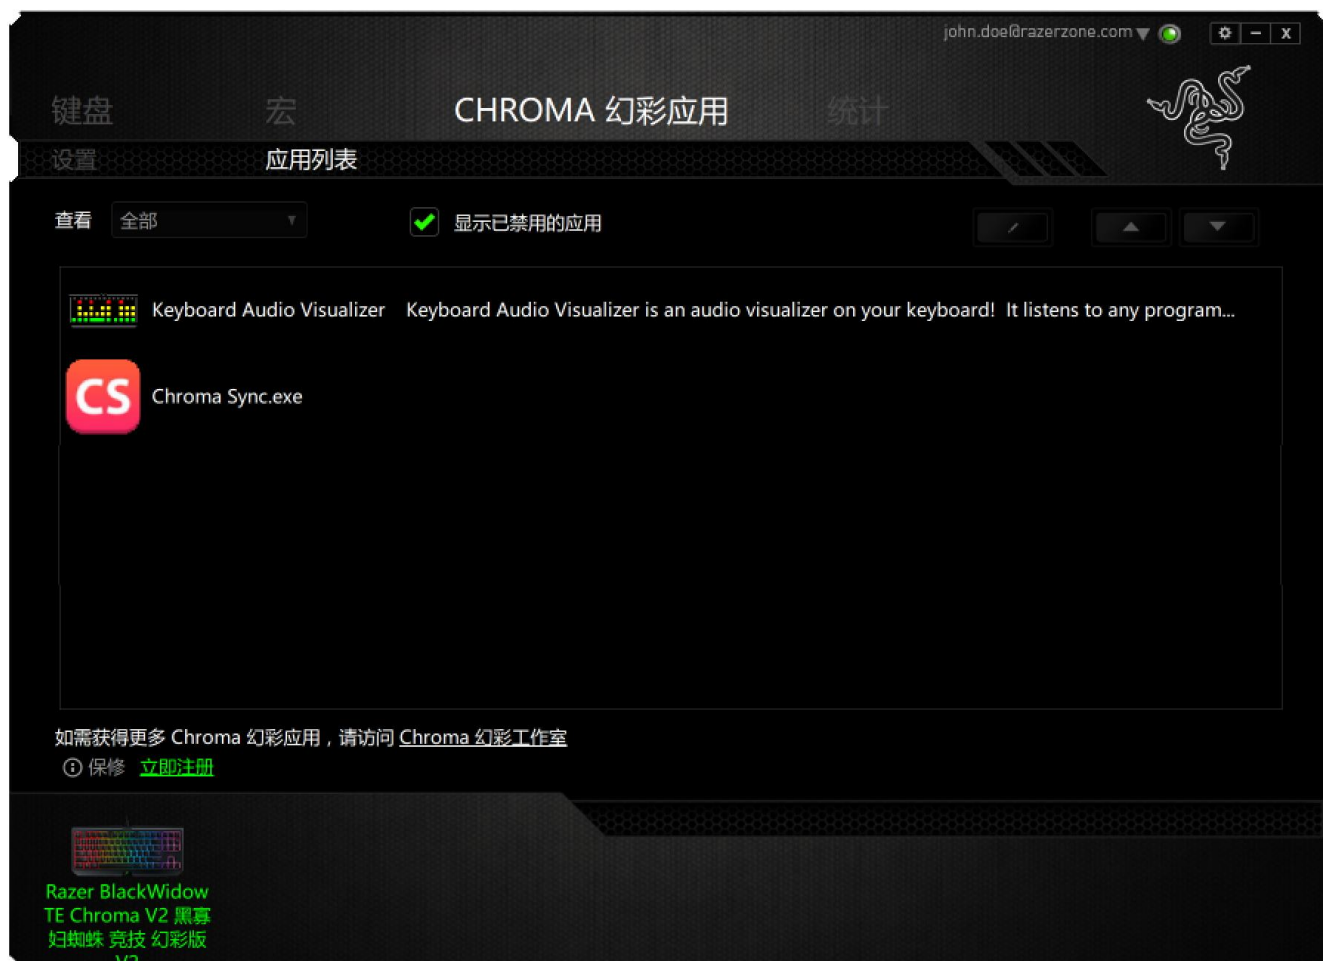 john.doe@razerzone.com
X
键盘 宏 CHROMA 幻彩应用 统计
设置 应用列表
查看 全部 显示已禁用的应用
Keyboard Audio Visualizer Keyboard Audio Visualizer is an audio visualizer on your keyboard! It listens to any program...
CS Chroma Sync.exe
如需获得更多 Chroma 幻彩应用，请访问 Chroma 幻彩工作室
保修 立即注册
Razer BlackWidow
TE Chroma V2 黑寡
妇蜘蛛 竞技 幻彩版
V2